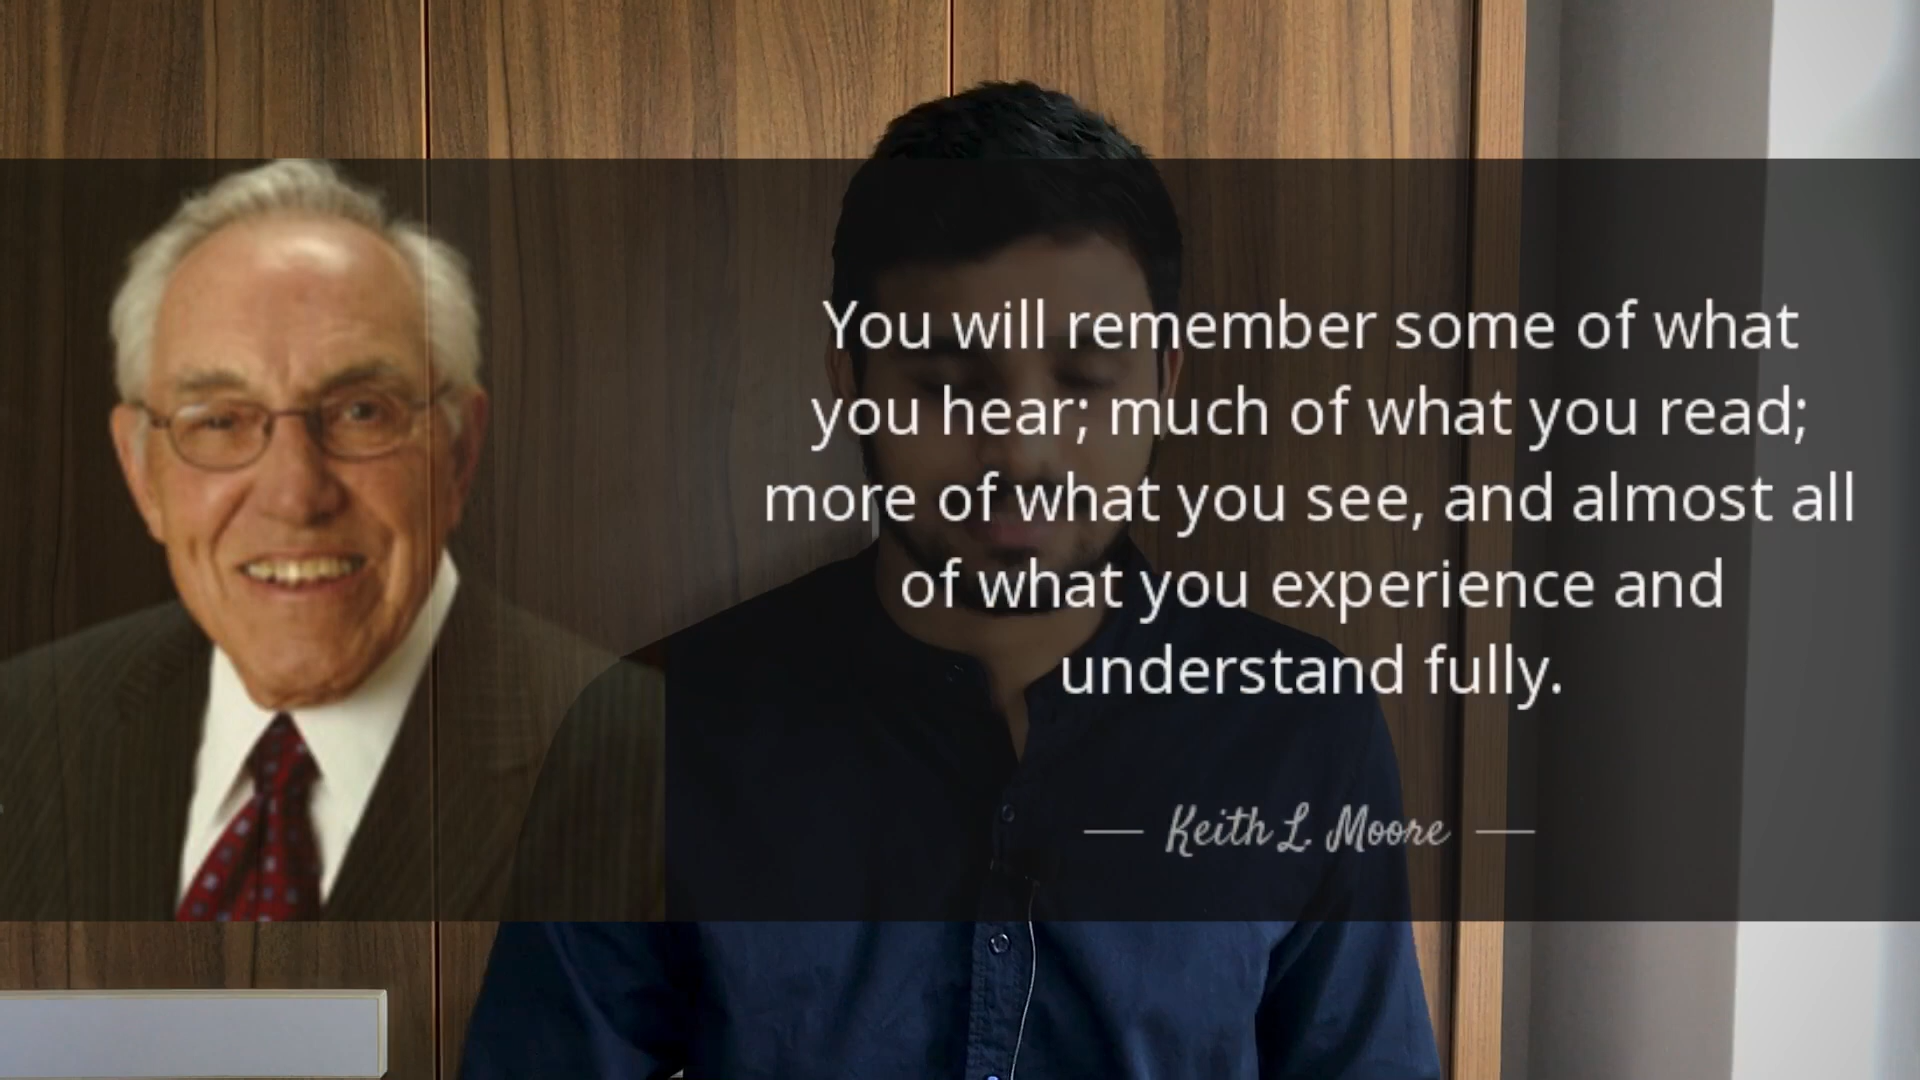 You will remember some of what
you hear; much of what you read;
more of what you see, and almost all
of what you experience and
understand fully.
Keith L. Moore